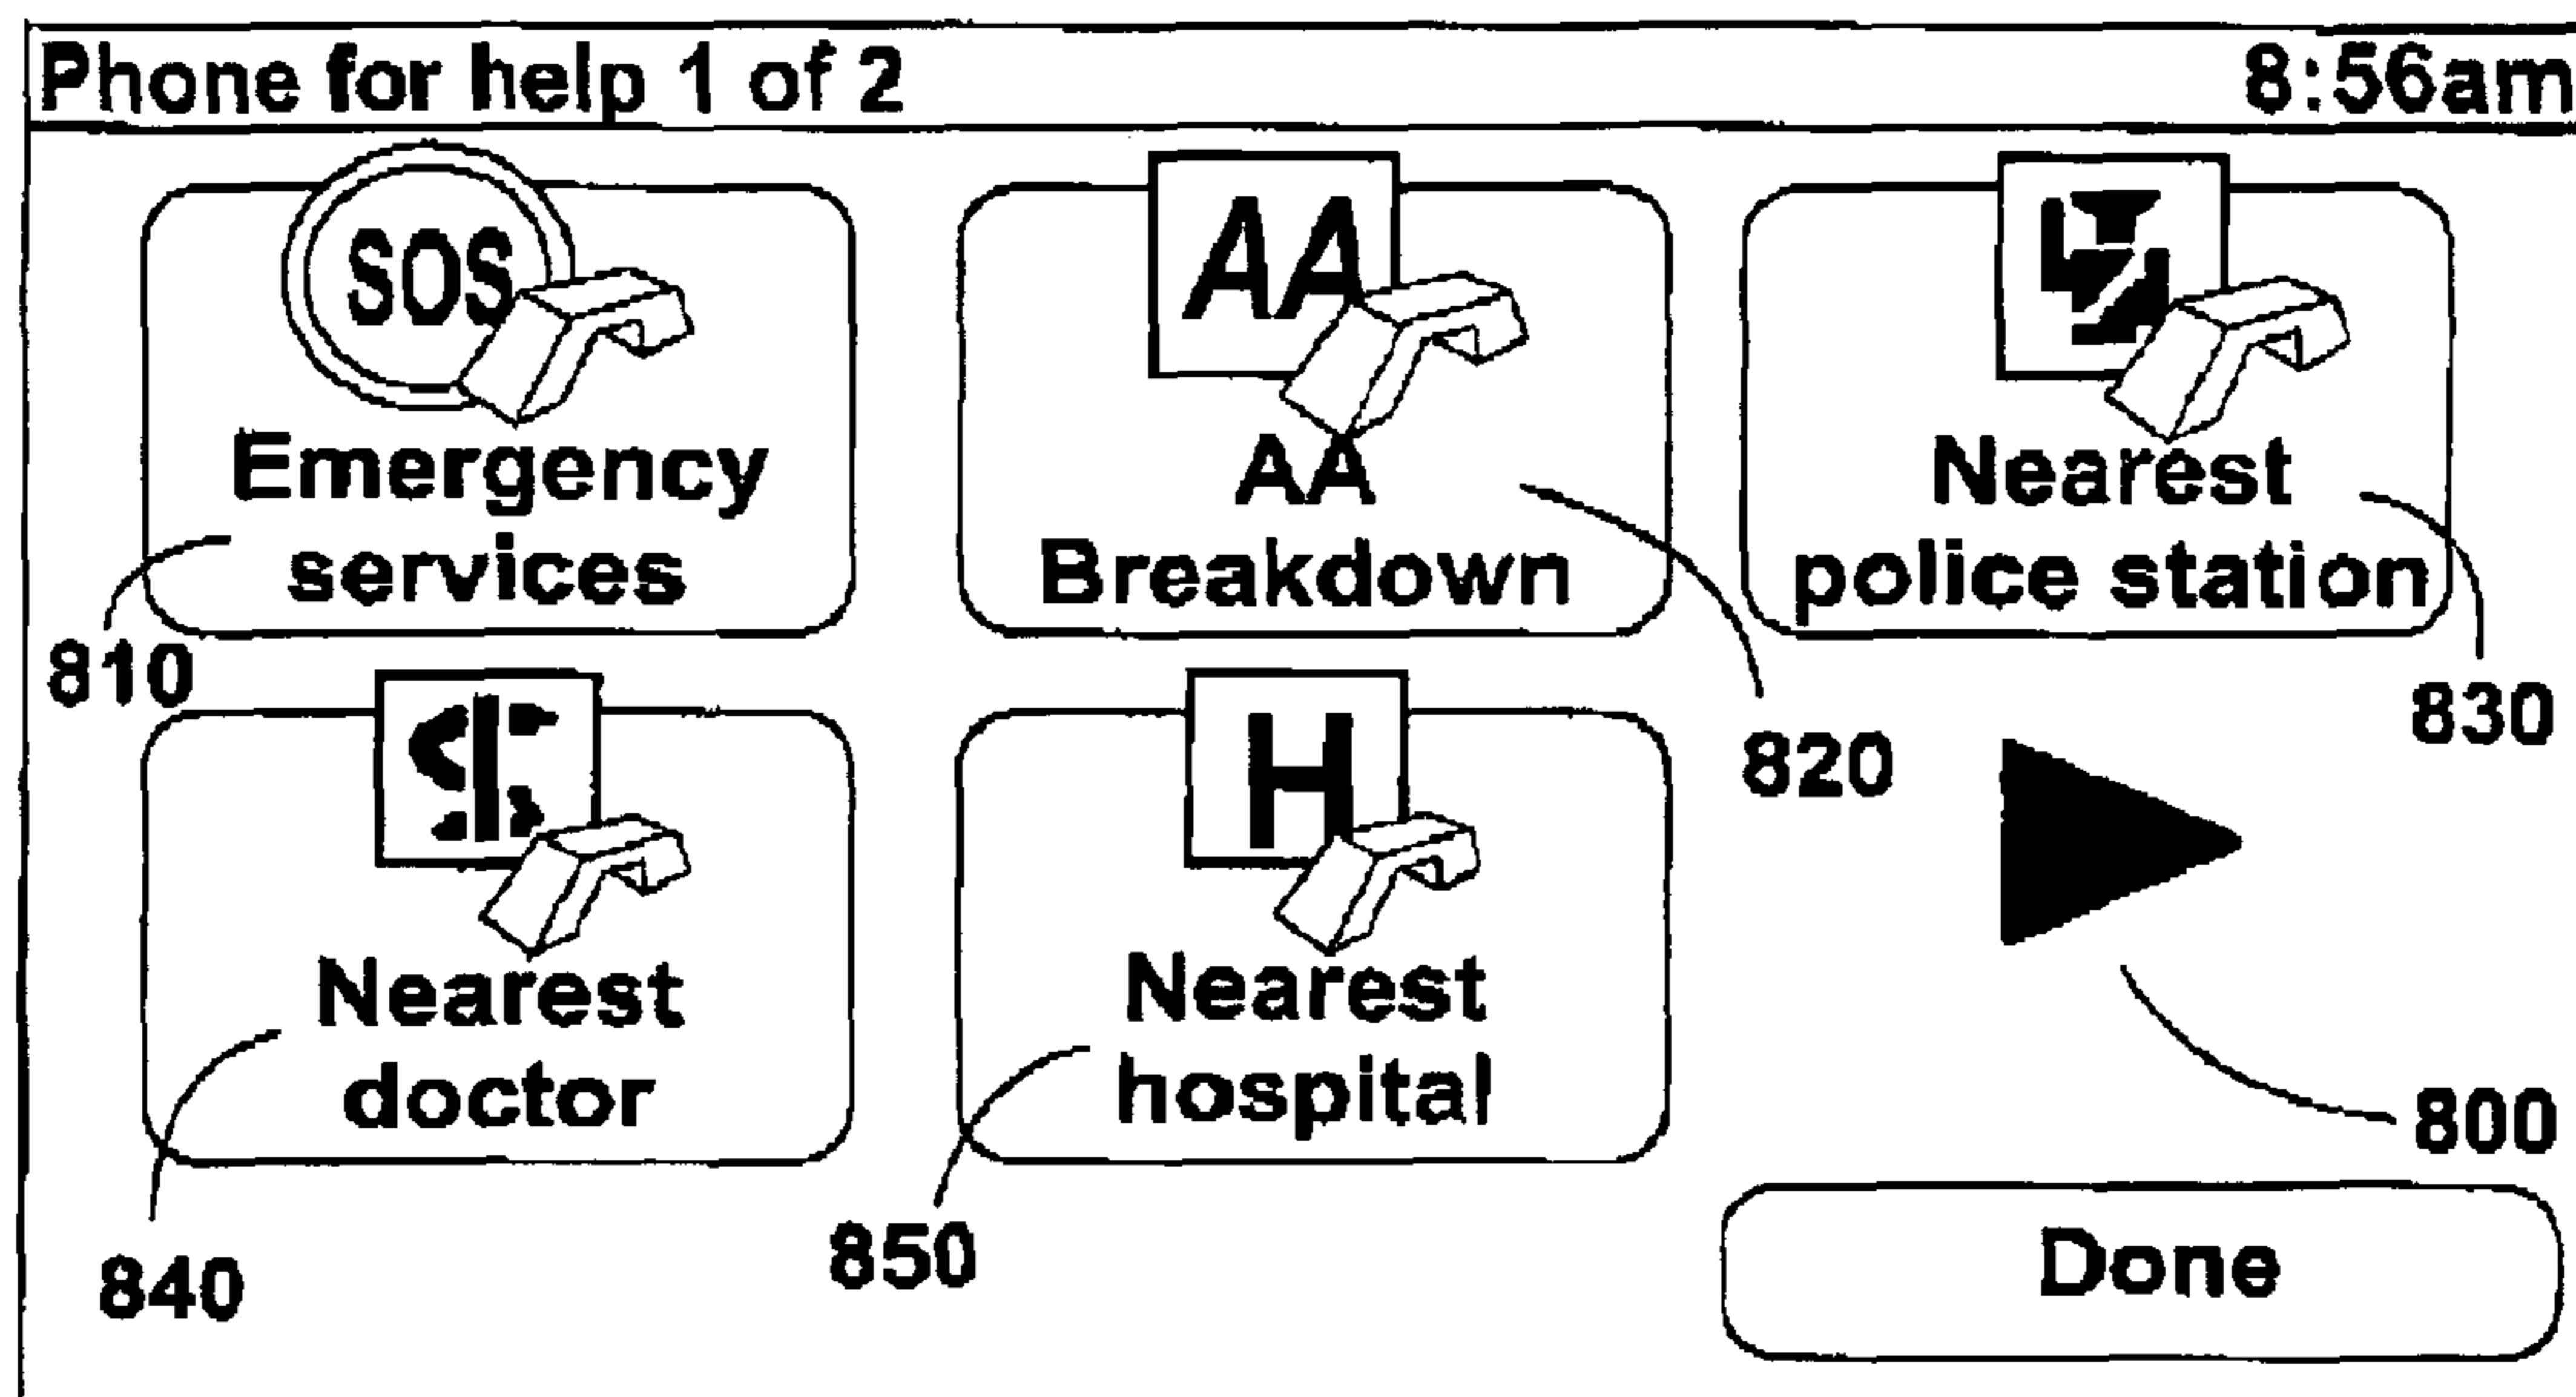 Phone for help 1 of 2
8:56am
SOS
Emergency
services
810
AA
AA
Breakdown
820
Nearest
police station
830
Nearest
doctor
840
H
Nearest
hospital
850
800
Done